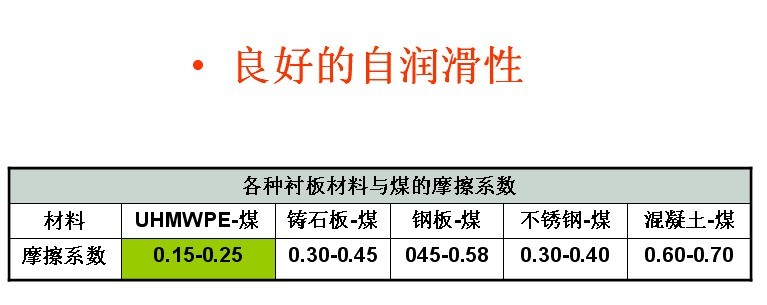 • 良好的自润滑性
各种衬板材料与煤的摩擦系数
材料 UHMWPE-煤 铸石板-煤 钢板-煤 不锈钢-煤 混凝土-煤
摩擦系数 0.15-0.25 0.30-0.45 045-0.58 0.30-0.40 0.60-0.70